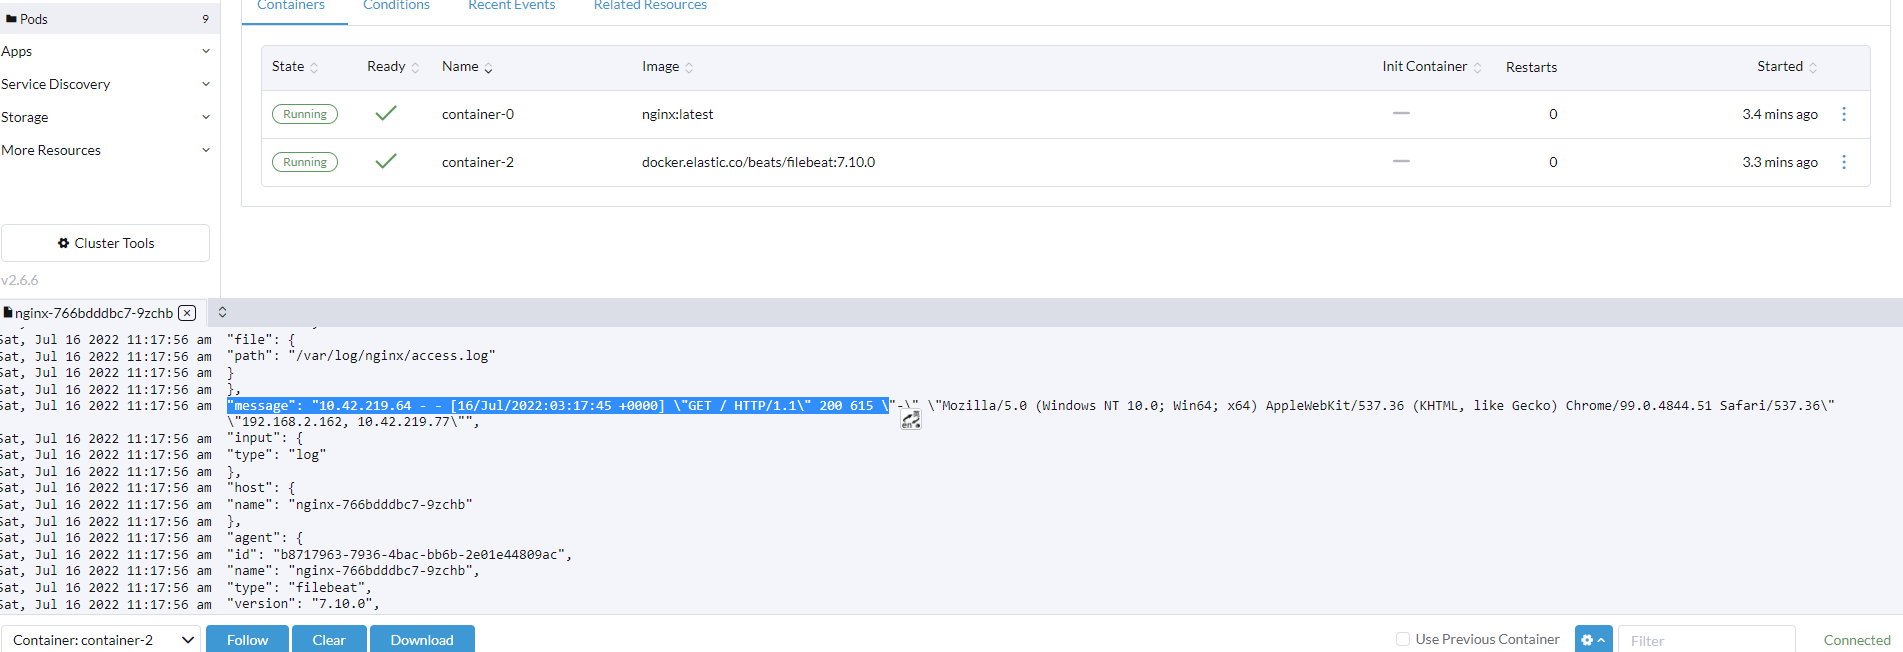 Containers Conditions Recent Events Related Resources
Pods 9
Apps
Service Discovery
Storage
More Resources
State Ready Name Image Init Container Restarts Started
Running container-0 nginx:latest — 0 3.4 mins ago
Running container-2 docker.elastic.co/beats/filebeat:7.10.0 — 0 3.3 mins ago
Cluster Tools
v2.6.6
nginx-766bdddbc7-9zchb
Sat, Jul 16 2022 11:17:56 am "file": {
Sat, Jul 16 2022 11:17:56 am "path": "/var/log/nginx/access.log"
Sat, Jul 16 2022 11:17:56 am }
Sat, Jul 16 2022 11:17:56 am },
Sat, Jul 16 2022 11:17:56 am "message": "10.42.219.64 - - [16/Jul/2022:03:17:45 +0000] \"GET / HTTP/1.1\" 200 615 \"-\" \"Mozilla/5.0 (Windows NT 10.0; Win64; x64) AppleWebKit/537.36 (KHTML, like Gecko) Chrome/99.0.4844.51 Safari/537.36\"
\"192.168.2.162, 10.42.219.77\"",
Sat, Jul 16 2022 11:17:56 am "input": {
Sat, Jul 16 2022 11:17:56 am "type": "log"
Sat, Jul 16 2022 11:17:56 am },
Sat, Jul 16 2022 11:17:56 am "host": {
Sat, Jul 16 2022 11:17:56 am "name": "nginx-766bdddbc7-9zchb"
Sat, Jul 16 2022 11:17:56 am },
Sat, Jul 16 2022 11:17:56 am "agent": {
Sat, Jul 16 2022 11:17:56 am "id": "b8717963-7936-4bac-bb6b-2e01e44809ac",
Sat, Jul 16 2022 11:17:56 am "name": "nginx-766bdddbc7-9zchb",
Sat, Jul 16 2022 11:17:56 am "type": "filebeat",
Sat, Jul 16 2022 11:17:56 am "version": "7.10.0",
Container: container-2 Follow Clear Download Use Previous Container Filter Connected